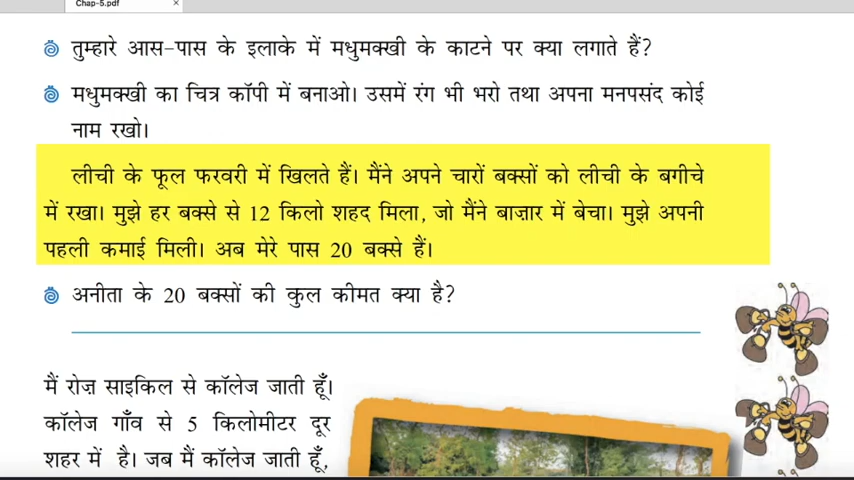 Chap-5.pdf
तुम्हारे आस-पास के इलाके में मधुमक्खी के काटने पर क्या लगाते हैं?
मधुमक्खी का चित्र कॉपी में बनाओ। उसमें रंग भी भरो तथा अपना मनपसंद कोई
नाम रखो।
लीची के फूल फरवरी में खिलते हैं। मैंने अपने चारों बक्सों को लीची के बगीचे
में रखा। मुझे हर बक्से से 12 किलो शहद मिला, जो मैंने बाज़ार में बेचा। मुझे अपनी
पहली कमाई मिली। अब मेरे पास 20 बक्से हैं।
अनीता के 20 बक्सों की कुल कीमत क्या है?
मैं रोज़ साइकिल से कॉलेज जाती हूँ।
कॉलेज गाँव से 5 किलोमीटर दूर
शहर में है। जब मैं कॉलेज जाती हूँ,